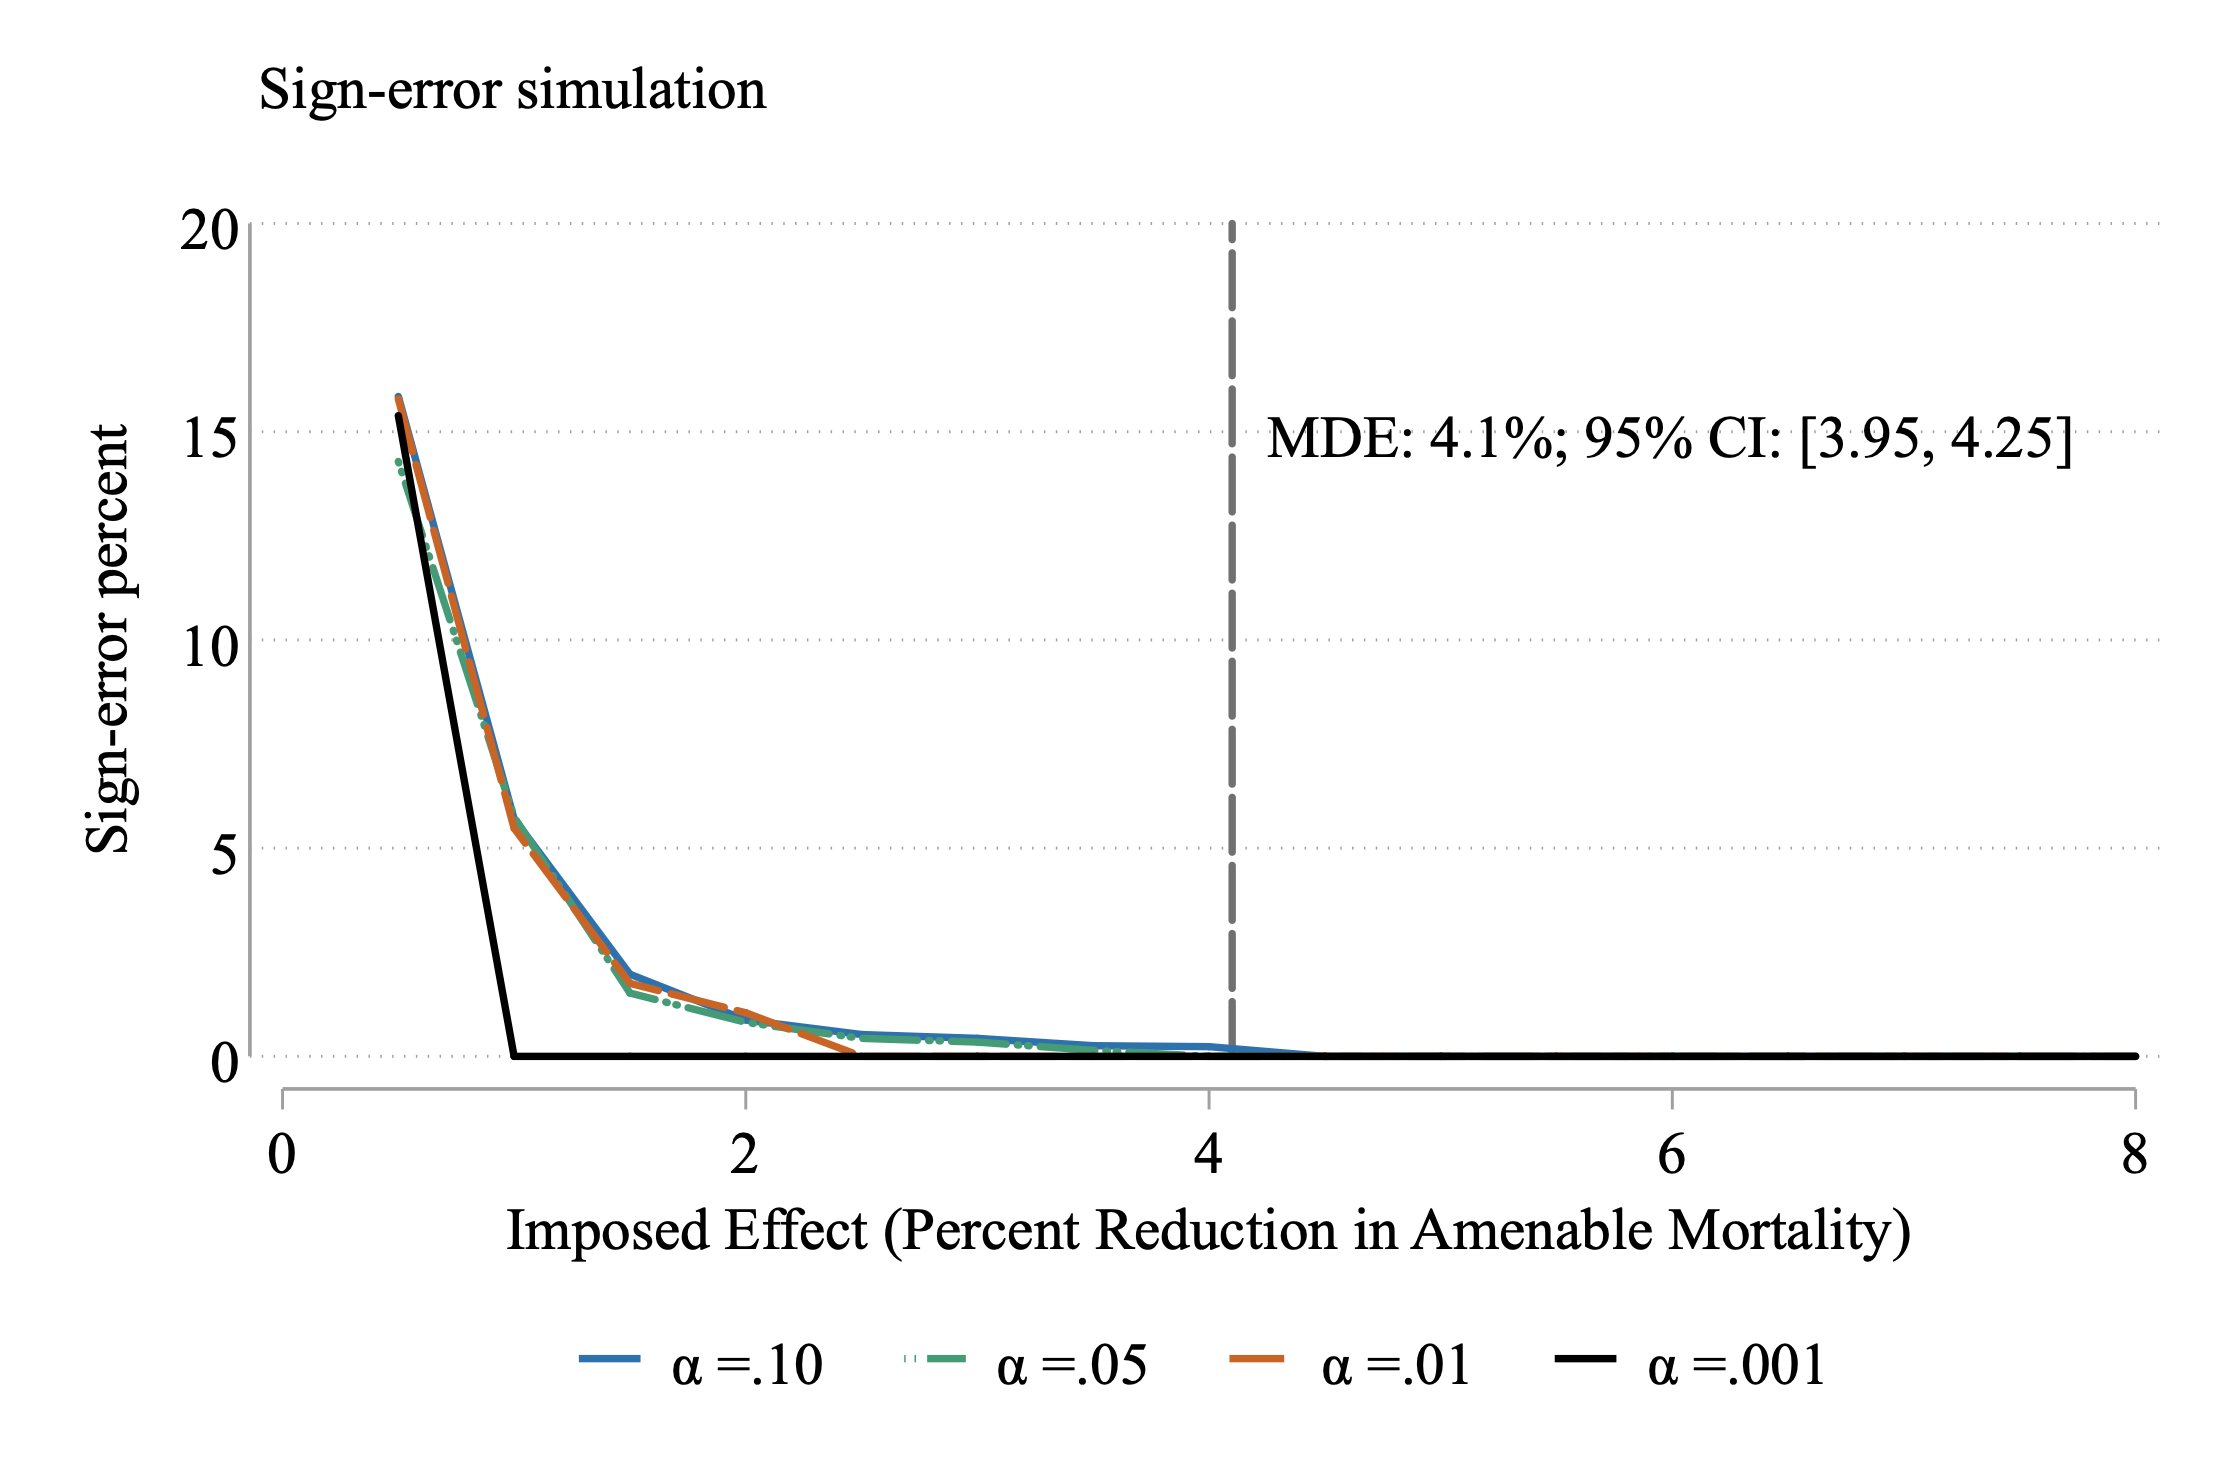 Sign-error simulation
20
15
10
5
0
Sign-error percent
MDE: 4.1%; 95% CI: [3.95, 4.25]
0 2 4 6 8
Imposed Effect (Percent Reduction in Amenable Mortality)
α =.10 α =.05 α =.01 α =.001